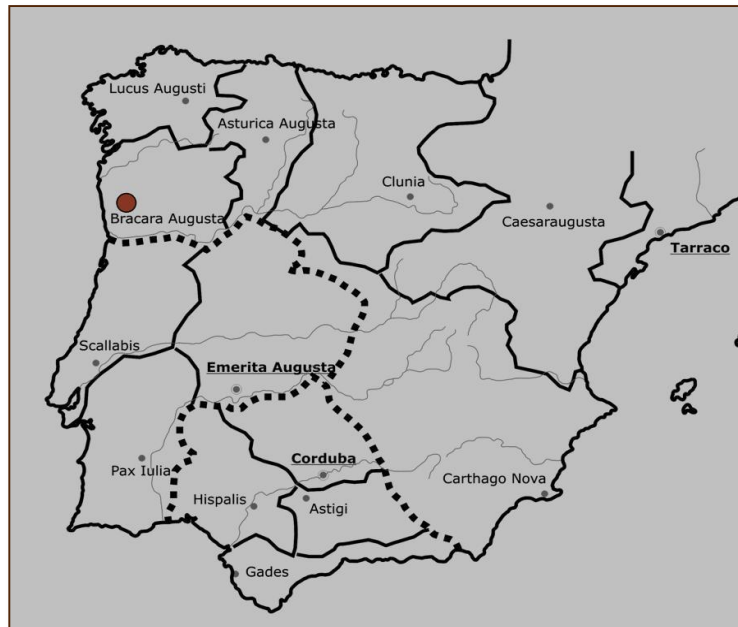 Lucus Augusti
Asturica Augusta
Clunia
Bracara Augusta
Caesaraugusta
Tarraco
Scallabis
Emerita Augusta
Corduba
Pax Iulia
Carthago Nova
Hispalis
Astigi
Gades